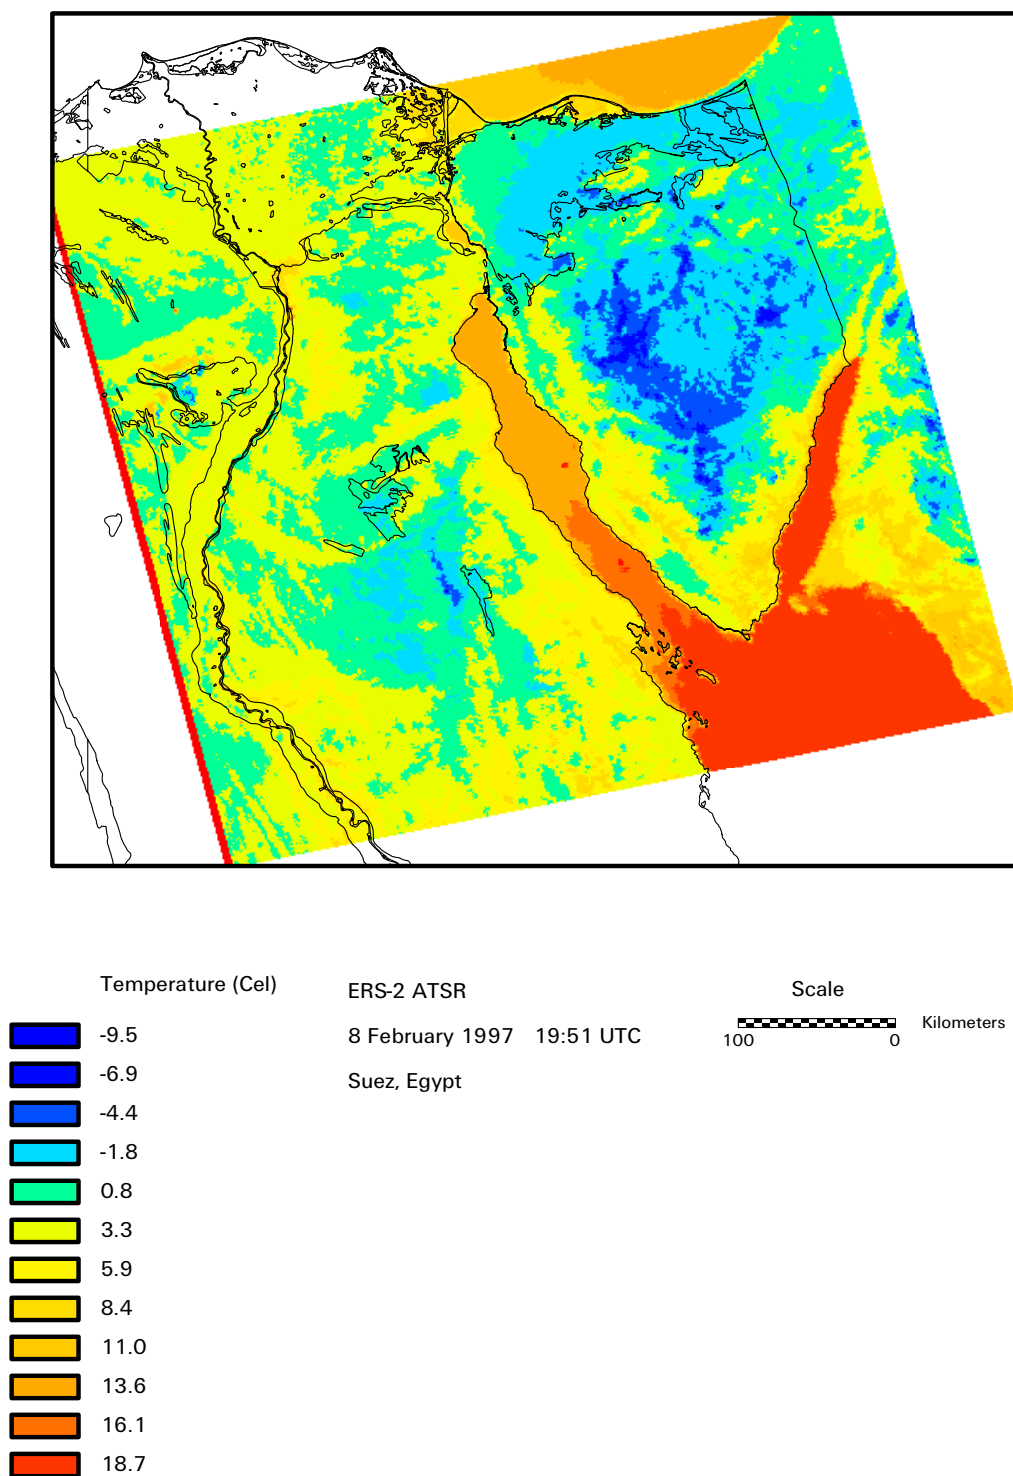 Temperature (Cel)
-9.5
-6.9
-4.4
-1.8
0.8
3.3
5.9
8.4
11.0
13.6
16.1
18.7
ERS-2 ATSR
8 February 1997 19:51 UTC
Suez, Egypt
Scale
Kilometers
100 0